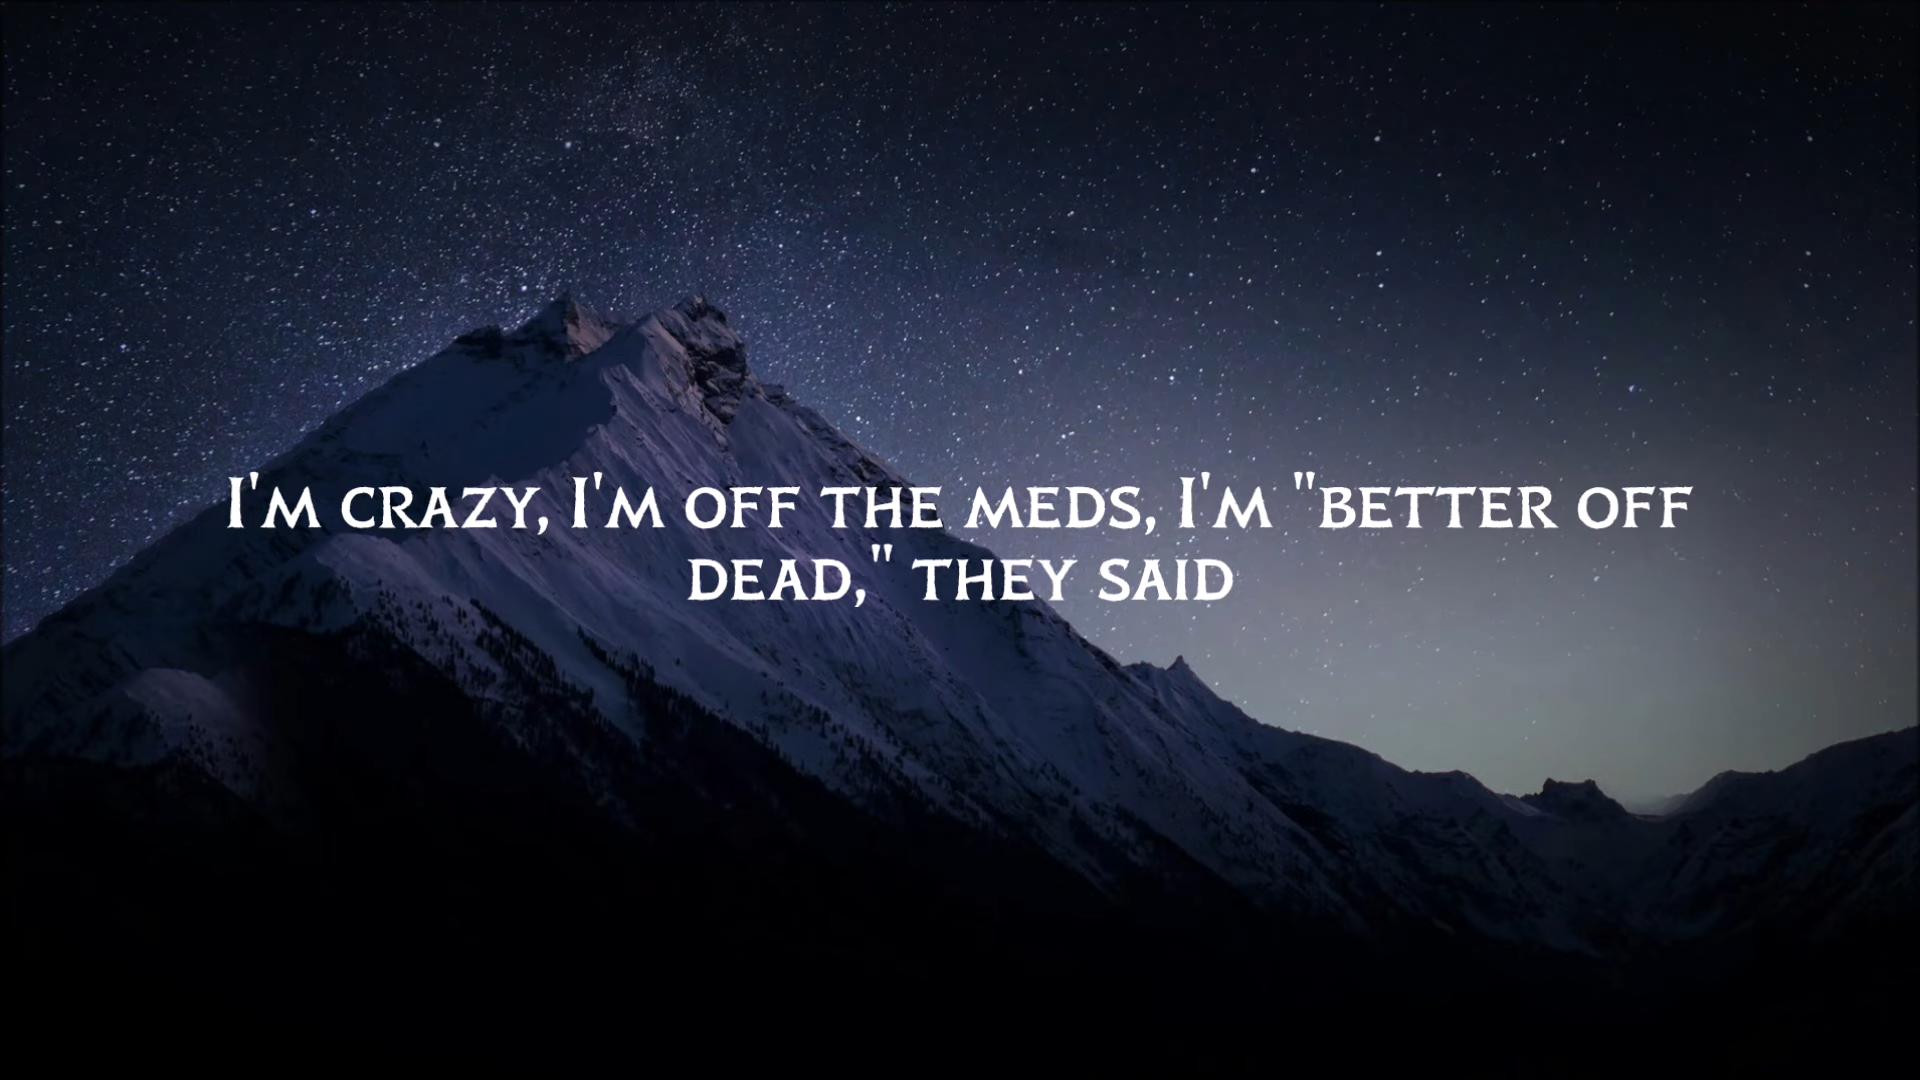 I'm crazy, I'm off the meds, I'm "better off
dead," they said